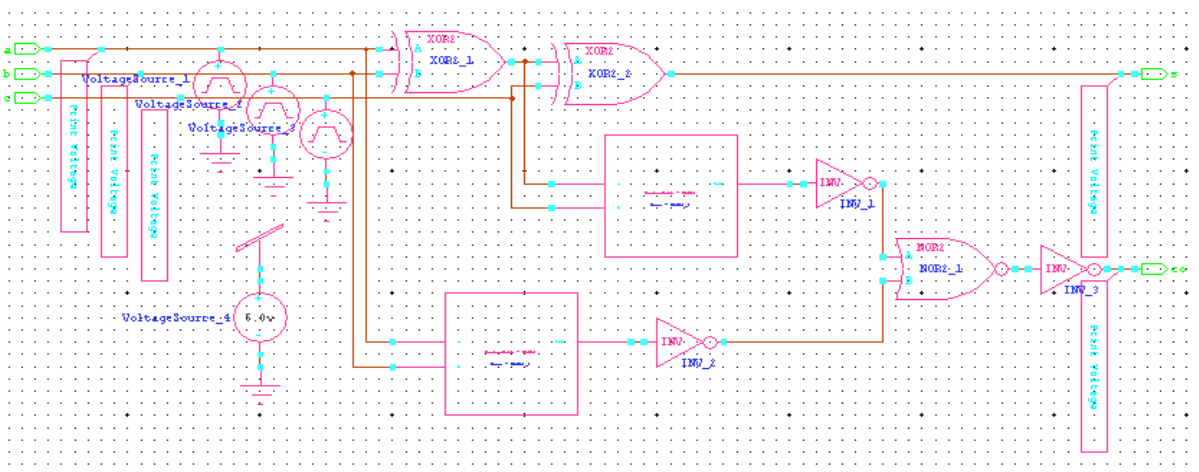 a
XOR2
A
XOR2_1
B
XOR2
A
XOR2_2
B
b
VoltageSource_1
s
c
VoltageSource_2
VoltageSource_3
Print Voltage
Print Voltage
Print Voltage
Print Voltage
INV
INV_1
NOR2
A
NOR2_1
B
INV
INV_3
co
VoltageSource_4
5.0v
INV
INV_2
Print Voltage